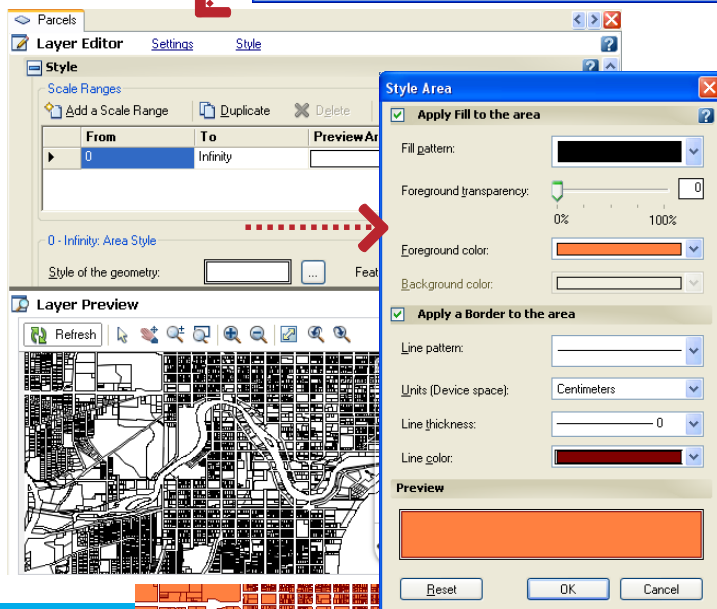 Parcels
Layer Editor Settings Style
Style
Scale Ranges
Add a Scale Range Duplicate Delete
From To Preview Ar
0 Infinity
0 - Infinity: Area Style
Style of the geometry: ... Feat
Layer Preview
Refresh
Style Area
Apply Fill to the area
Fill pattern:
Foreground transparency: 0
0% 100%
Foreground color:
Background color:
Apply a Border to the
area
Line pattern:
Units (Device space): Centimeters
Line thickness: 0
Line color:
Preview
Reset OK Cancel